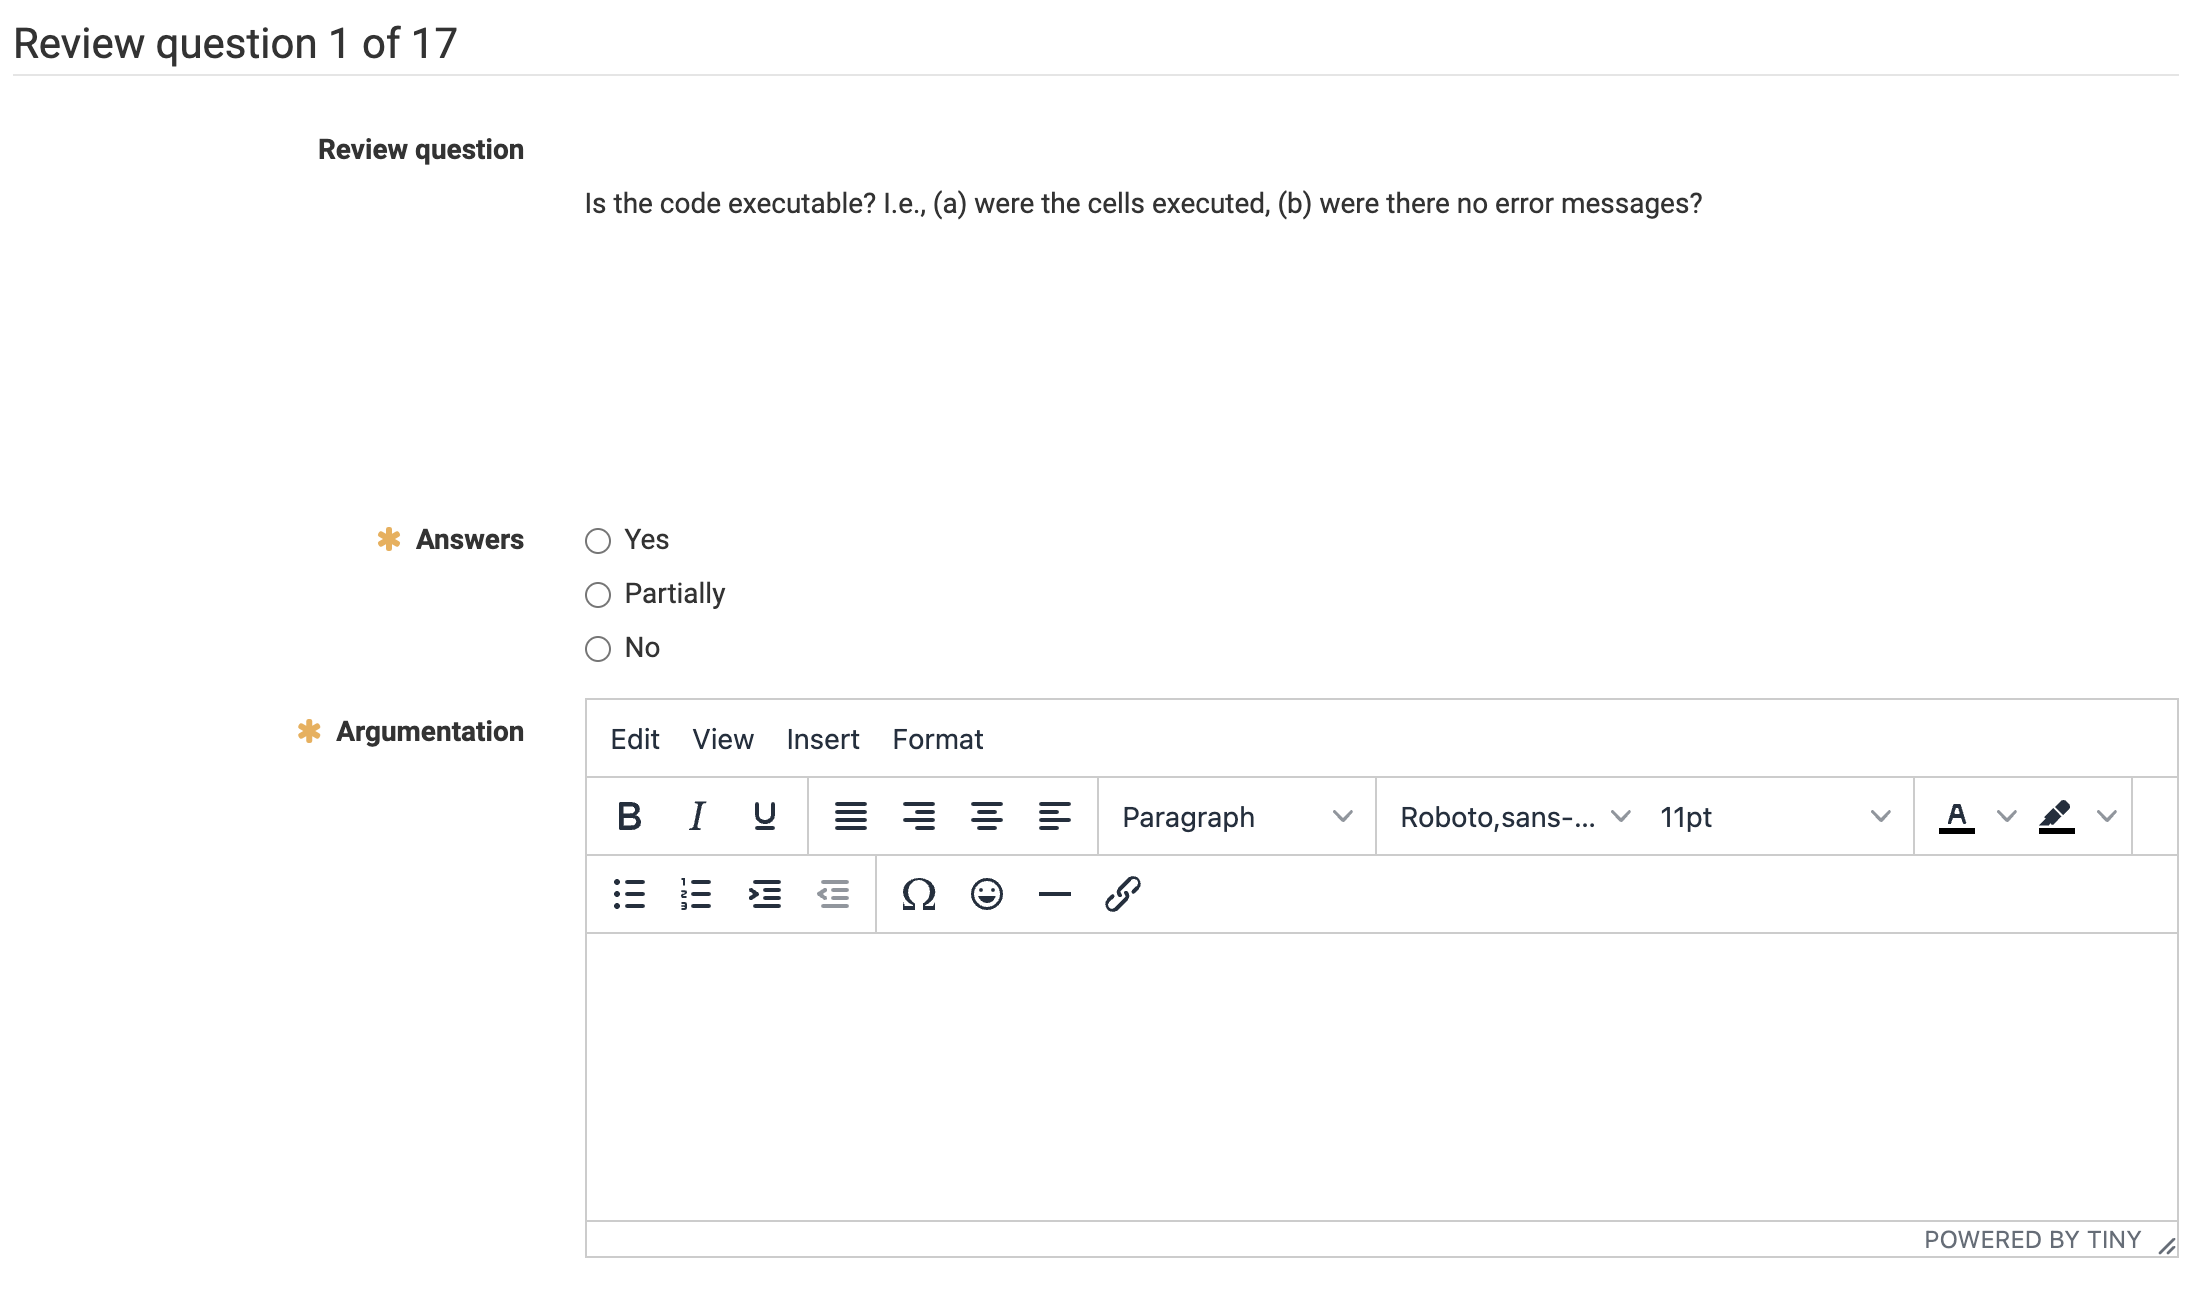 Review question 1 of 17
Review question
Is the code executable? I.e., (a) were the cells executed, (b) were there no error messages?
Answers
Yes
Partially
No
Argumentation
Edit View Insert Format
B I U Paragraph Roboto,sans-... 11pt A
Ω
POWERED BY TINY